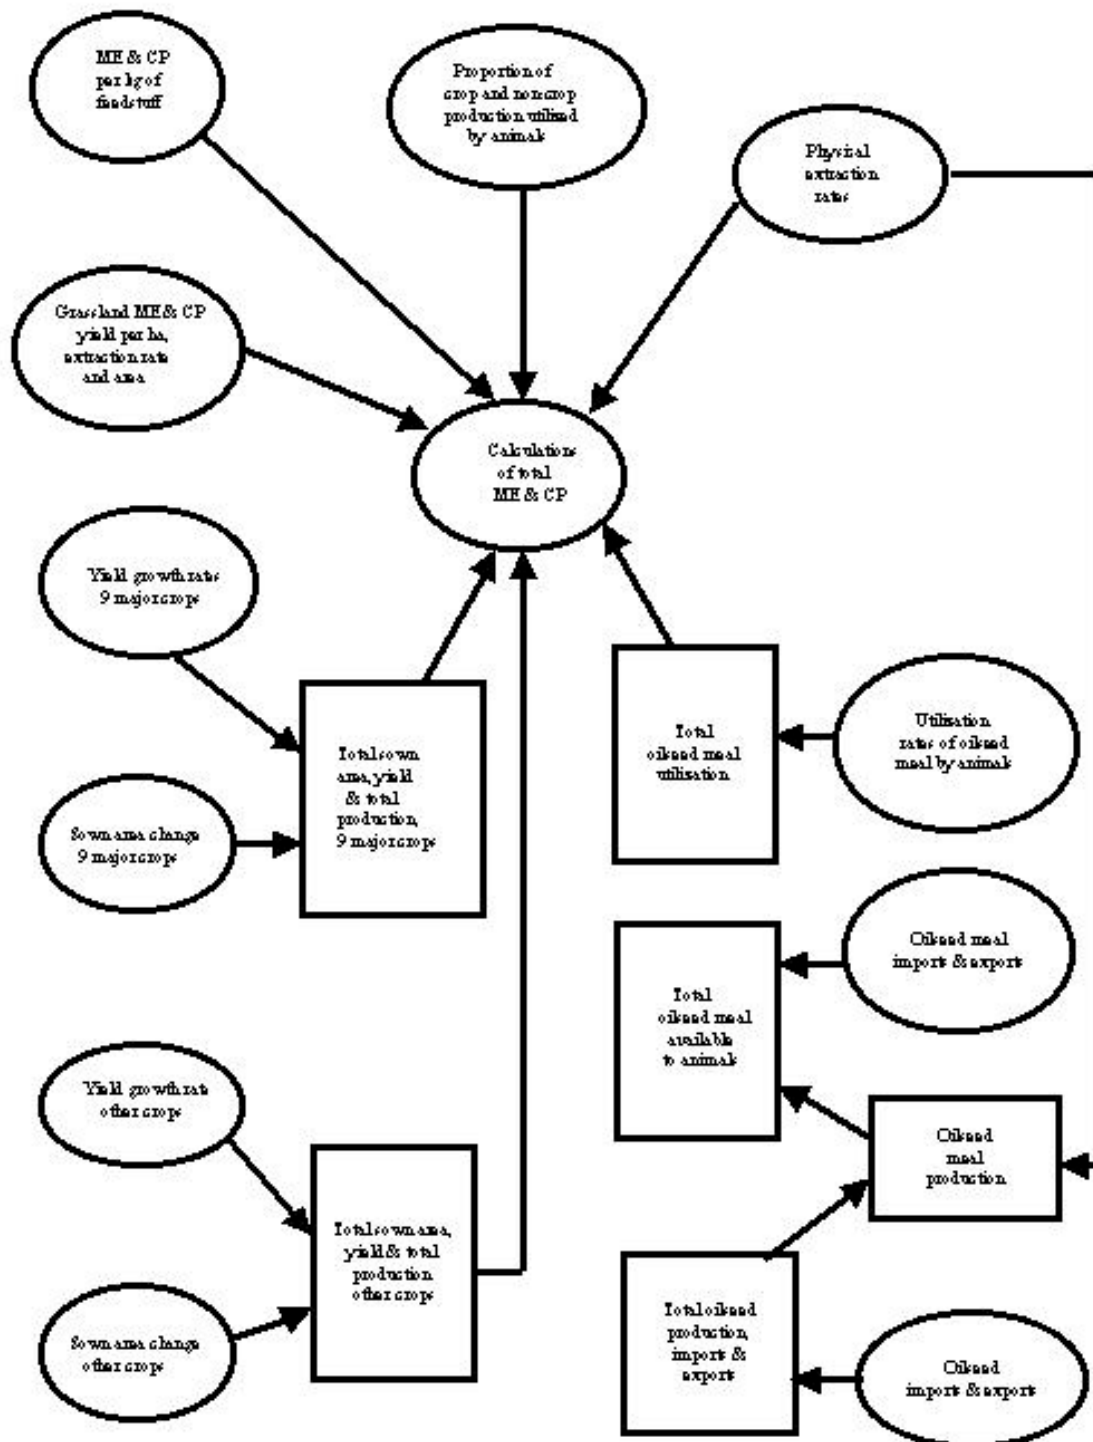 ME & CP
per kg of
feedstuff
Proportion of
crop and noncrop
production utilised
by animals
Physical
extraction
rates
Grassland ME & CP
yield per ha,
extraction rate
and area
Calculations
of total
ME & CP
Yield growth rates
9 major crops
Total sown
area, yield
& total
production,
9 major crops
Total
oilseed meal
utilisation
Utilisation
rates of oilseed
meal by animals
Sown area change
9 major crops
Oilseed meal
imports & exports
Total
oilseed meal
available
to animals
Yield growth rate
other crops
Oilseed
meal
production
Total sown area,
yield & total
production
other crops
Total oilseed
production,
imports &
exports
Sown area change
other crops
Oilseed
imports & exports